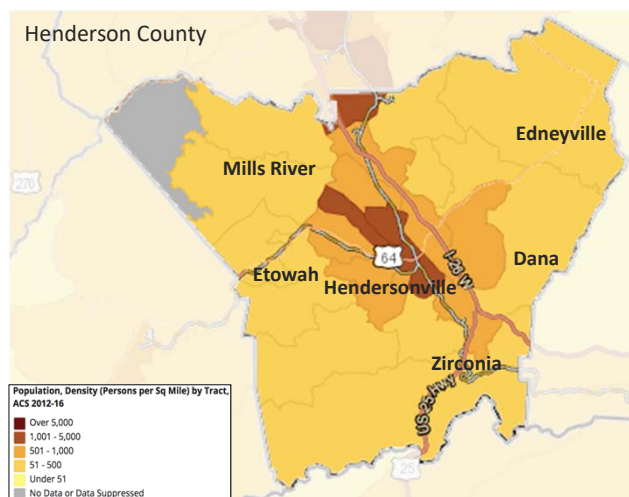 Henderson County
Edneyville
276
Mills River
64
I-26 W
Etowah
Dana
Hendersonville
Zirconia
US 25 Hwy
25
Population, Density (Persons per Sq Mile) by Tract,
ACS 2012-16
Over 5,000
1,001 - 5,000
501 - 1,000
51 - 500
Under 51
No Data or Data Suppressed